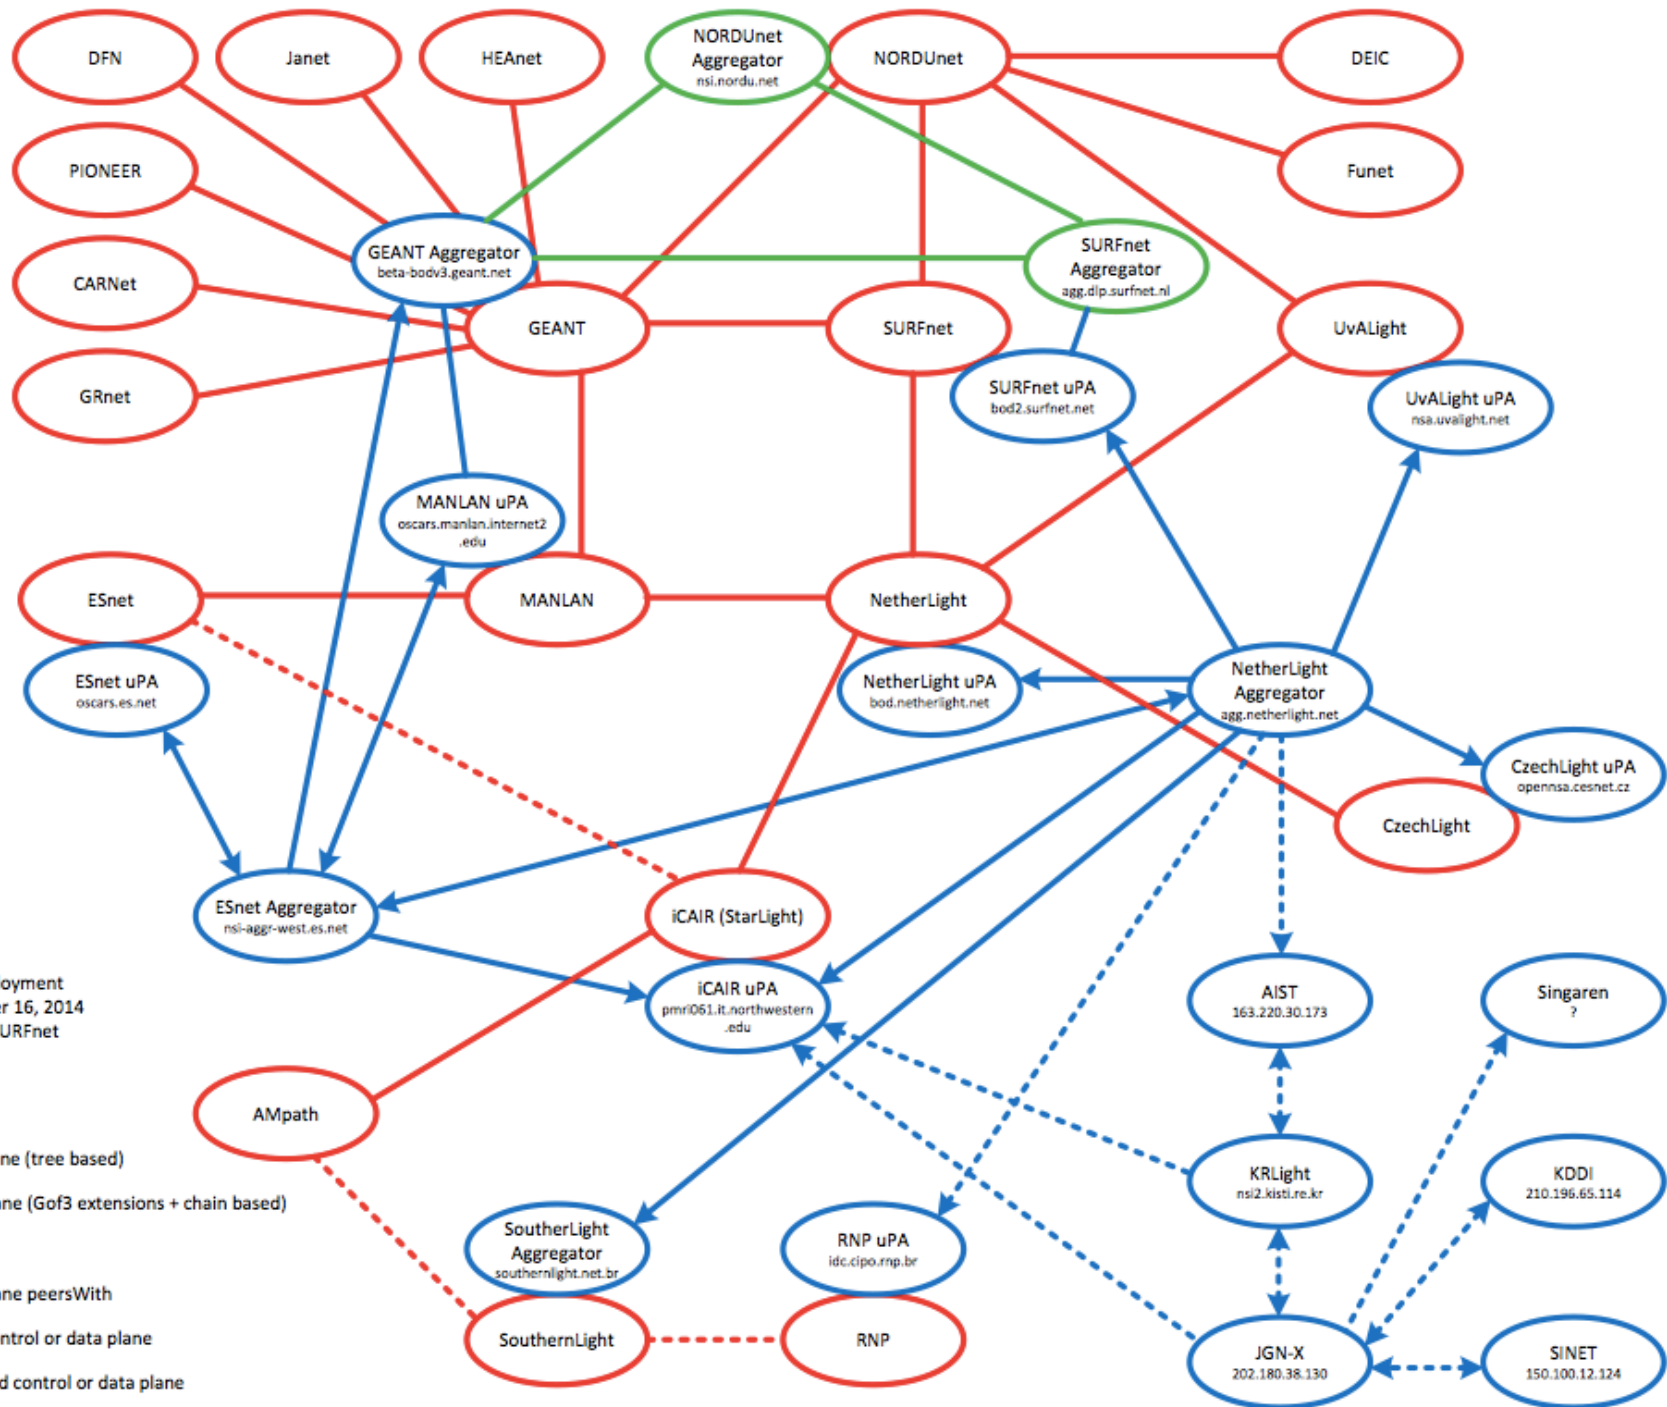 DFN
Janet
HEAnet
NORDUnet
Aggregator
nsi.nordu.net
NORDUnet
DEIC
PIONEER
Funet
GEANT Aggregator
beta-bodv3.geant.net
SURFnet
Aggregator
agg.dlp.surfnet.nl
CARNet
GEANT
SURFnet
UvALight
GRnet
SURFnet uPA
bod2.surfnet.net
UvALight uPA
nsa.uvalight.net
MANLAN uPA
oscars.manlan.internet2
.edu
ESnet
MANLAN
NetherLight
ESnet uPA
oscars.es.net
NetherLight uPA
bod.netherlight.net
NetherLight
Aggregator
agg.netherlight.net
CzechLight uPA
opennsa.cesnet.cz
CzechLight
ESnet Aggregator
nsi-aggr-west.es.net
iCAIR (StarLight)
iCAIR uPA
pmri061.it.northwestern
.edu
AIST
163.220.30.173
Singaren
?
loyment
er 16, 2014
SURFnet
AMpath
ne (tree based)
ane (Gof3 extensions + chain based)
KRLight
nsi2.kisti.re.kr
KDDI
210.196.65.114
SoutherLight
Aggregator
southernlight.net.br
RNP uPA
idc.cipo.rnp.br
ane peersWith
ntrol or data plane
d control or data plane
SouthernLight
RNP
JGN-X
202.180.38.130
SINET
150.100.12.124